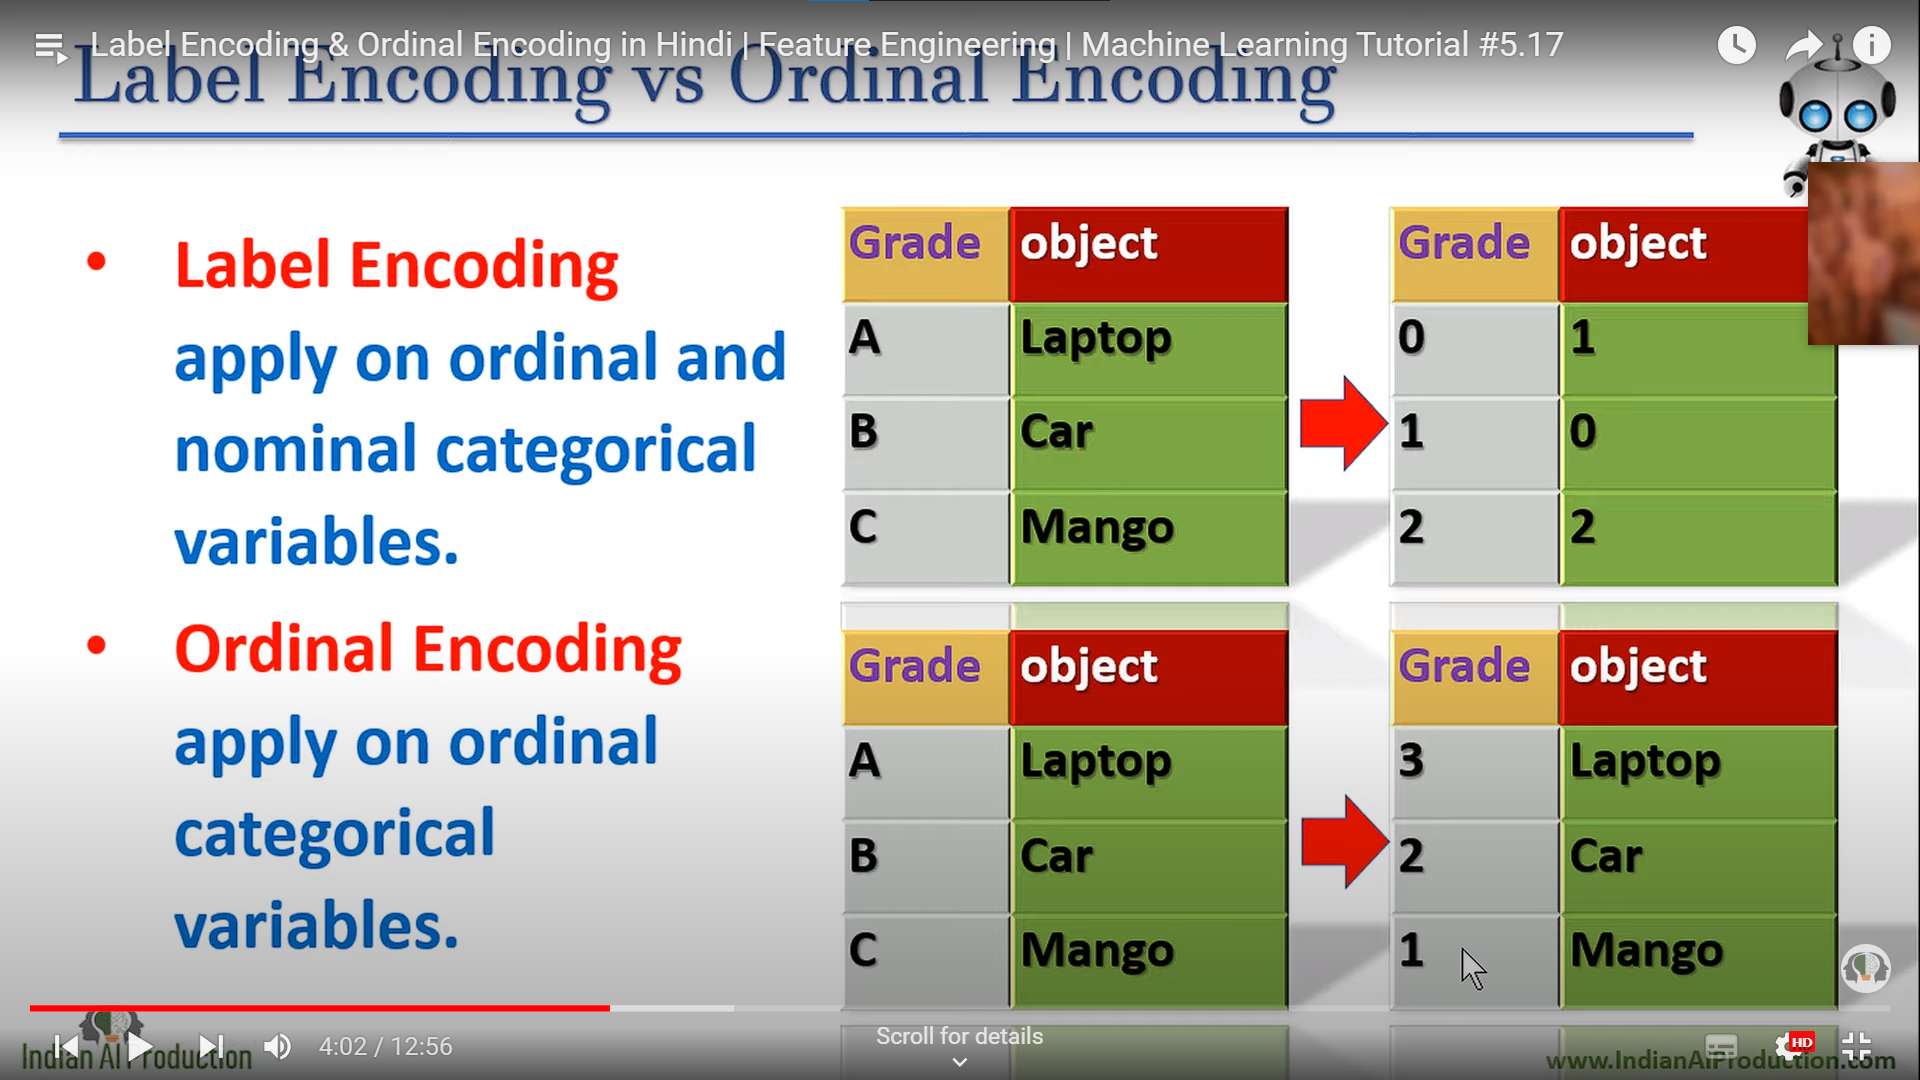 Label Encoding & Ordinal Encoding in Hindi | Feature Engineering | Machine Learning Tutorial #5.17
Label Encoding vs Ordinal Encoding
• Label Encoding
apply on ordinal and
nominal categorical
variables.
• Ordinal Encoding
apply on ordinal
categorical
variables.
Grade object
A Laptop
B Car
C Mango
Grade object
0 1
1 0
2 2
Grade object
A Laptop
B Car
C Mango
Grade object
3 Laptop
2 Car
1 Mango
Scroll for details
4:02 / 12:56
HD
Indian AI Production
www.IndianAiProduction.com